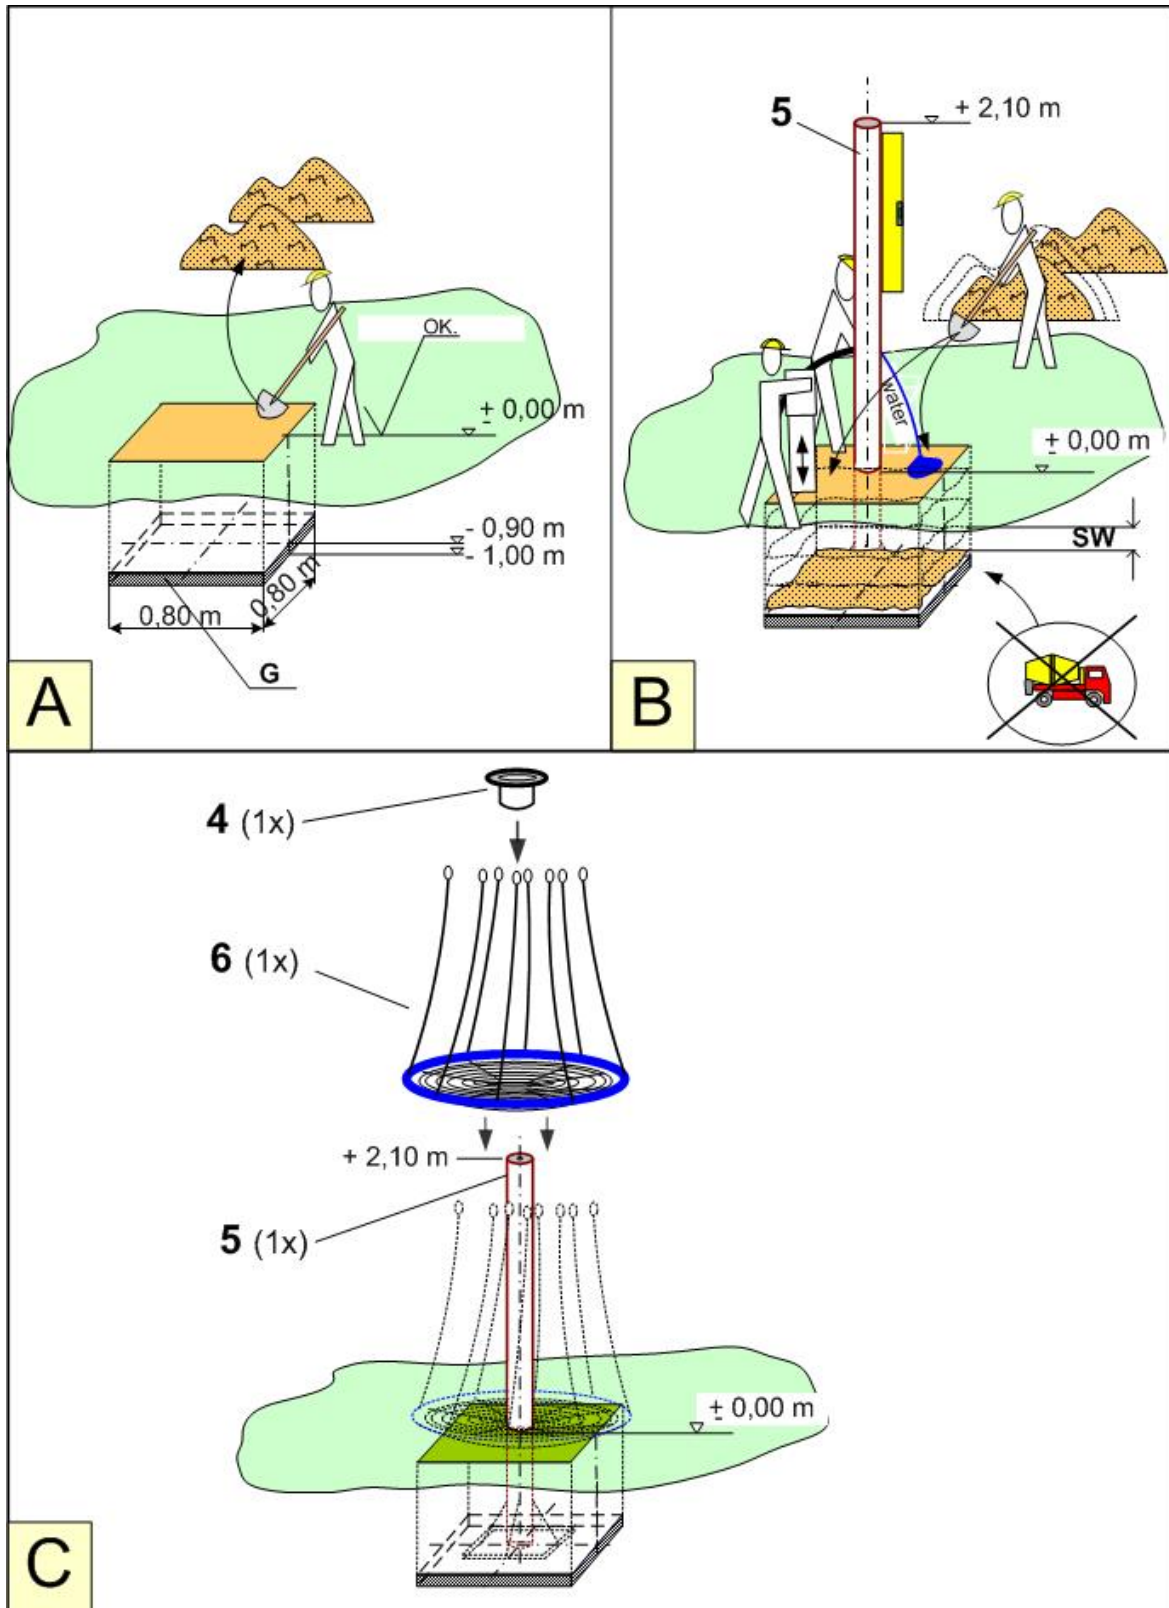 OK.
± 0,00 m
- 0,90 m
- 1,00 m
0,80 m
0,80 m
G
A
5
+ 2,10 m
water
± 0,00 m
SW
B
4 (1x)
6 (1x)
+ 2,10 m
5 (1x)
± 0,00 m
C